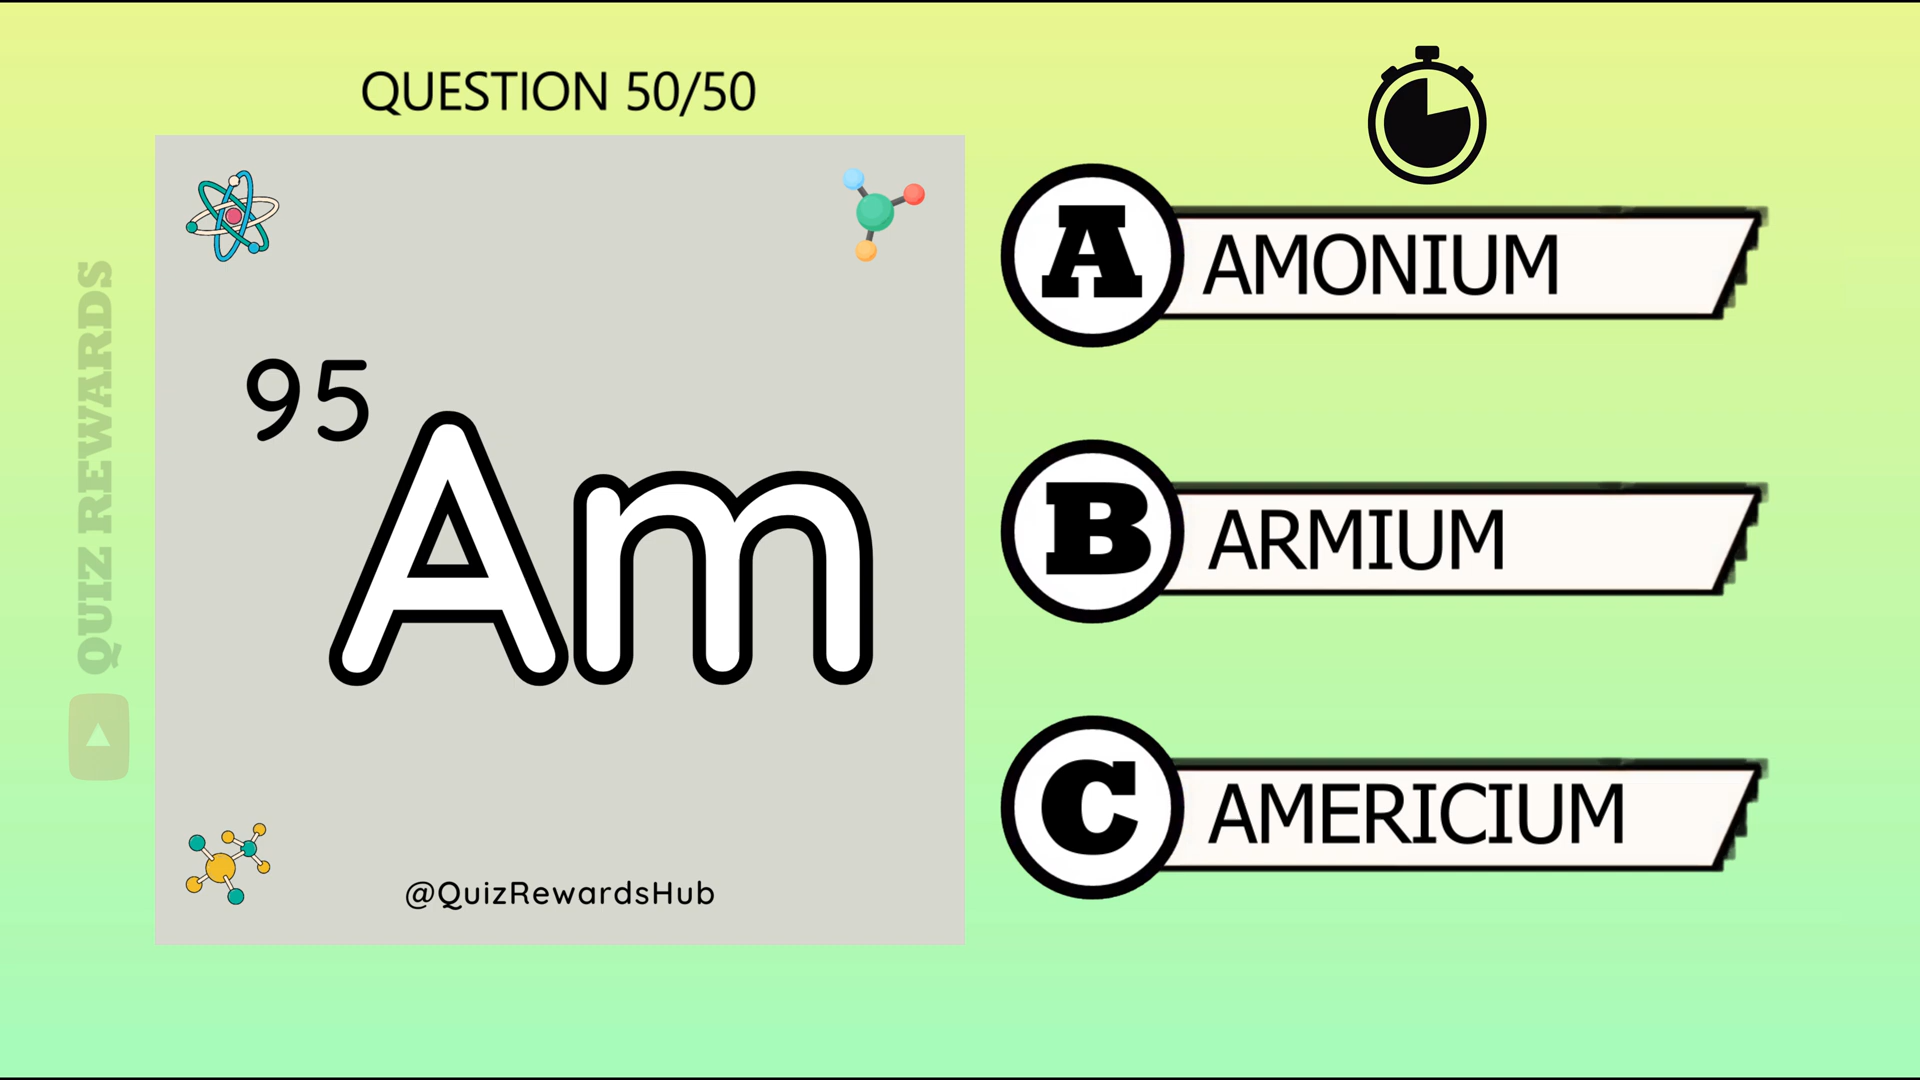 QUESTION 50/50
QUIZ REWARDS
95
Am
@QuizRewardsHub
A
AMONIUM
B
ARMIUM
C
AMERICIUM